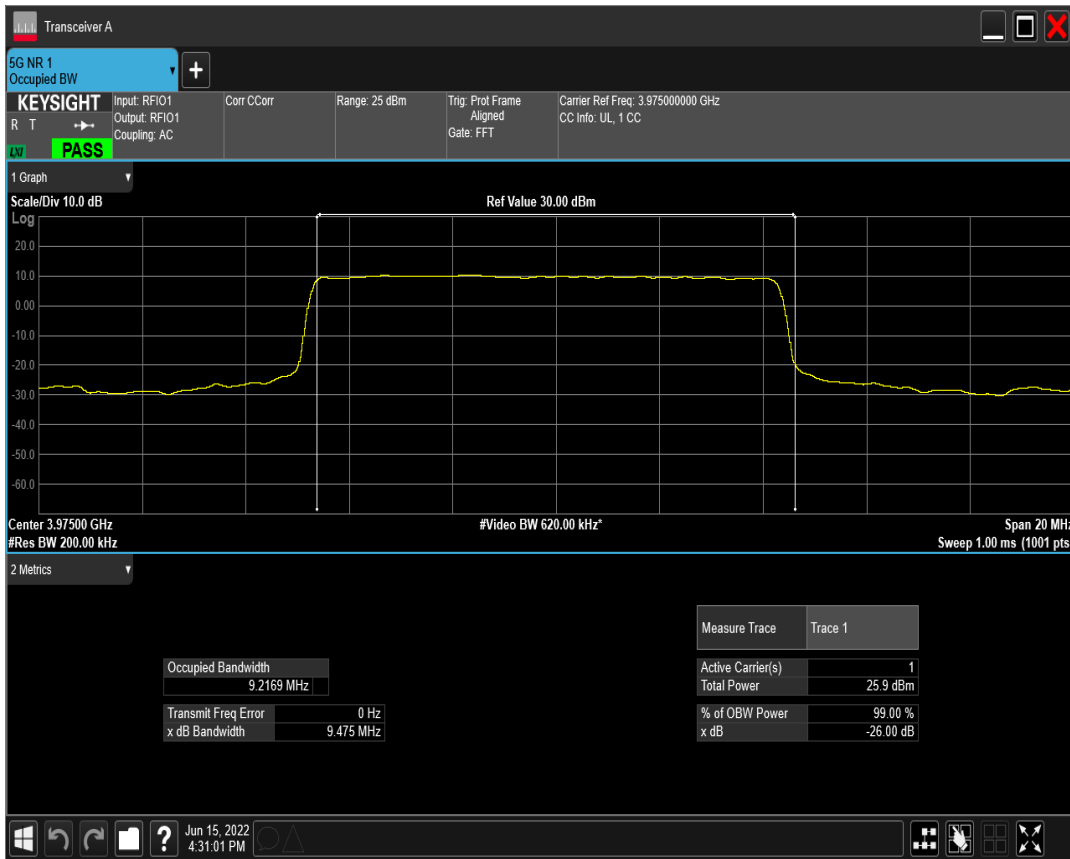 Transceiver A
5G NR 1
Occupied BW
KEYSIGHT
R T
LXI
PASS
Input: RFIO1
Output: RFIO1
Coupling: AC
Corr CCorr
Range: 25 dBm
Trig: Prot Frame
Aligned
Gate: FFT
Carrier Ref Freq: 3.975000000 GHz
CC Info: UL, 1 CC
1 Graph
Scale/Div 10.0 dB
Ref Value 30.00 dBm
Log
20.0
10.0
0.00
-10.0
-20.0
-30.0
-40.0
-50.0
-60.0
Center 3.97500 GHz
#Video BW 620.00 kHz*
Span 20 MHz
#Res BW 200.00 kHz
Sweep 1.00 ms (1001 pts
2 Metrics
Measure Trace Trace 1
Occupied Bandwidth
9.2169 MHz
Active Carrier(s) 1
Total Power 25.9 dBm
Transmit Freq Error 0 Hz
x dB Bandwidth 9.475 MHz
% of OBW Power 99.00 %
x dB -26.00 dB
?
Jun 15, 2022
4:31:01 PM